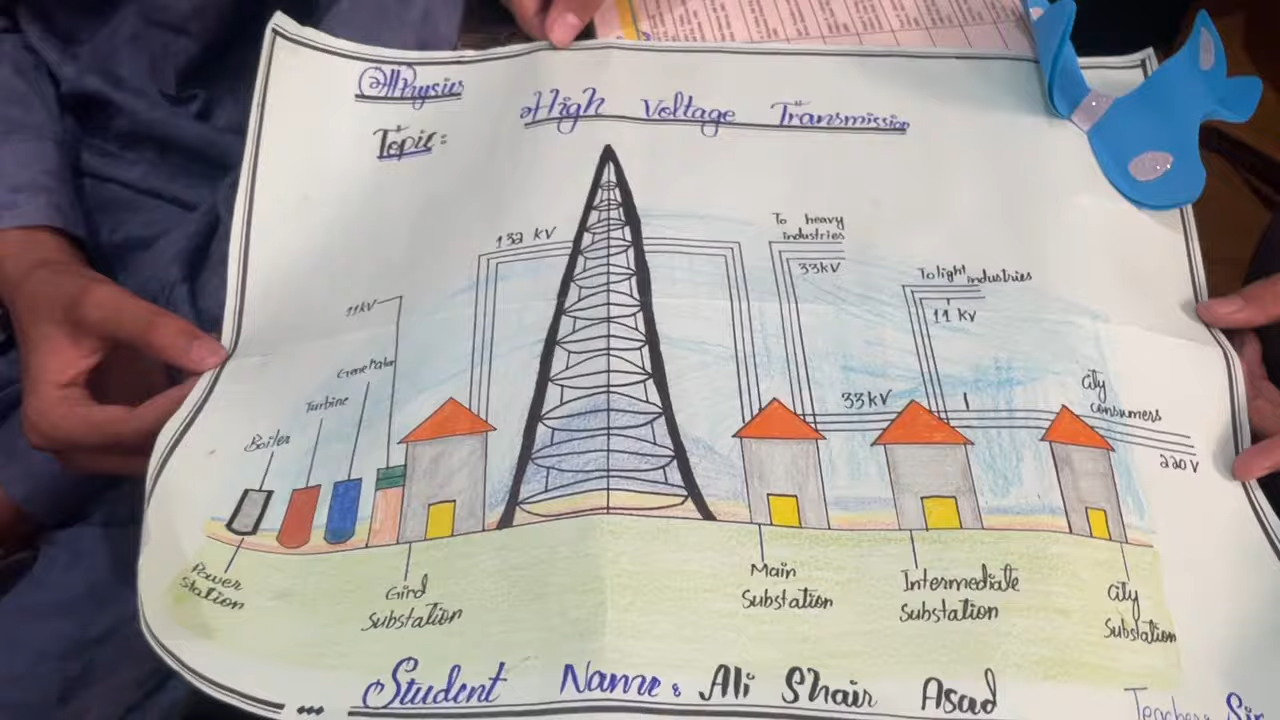 Physics
High Voltage Transmission
Topic:
To heavy
industries
132 KV
33kV
To light industries
11 kV
11kV
Generator
Turbine
Boiler
33kV
City
consumers
220 V
Power
Station
Gird
Substation
Main
Substation
Intermediate
Substation
City
Substation
Student Name: Ali Shair Asad